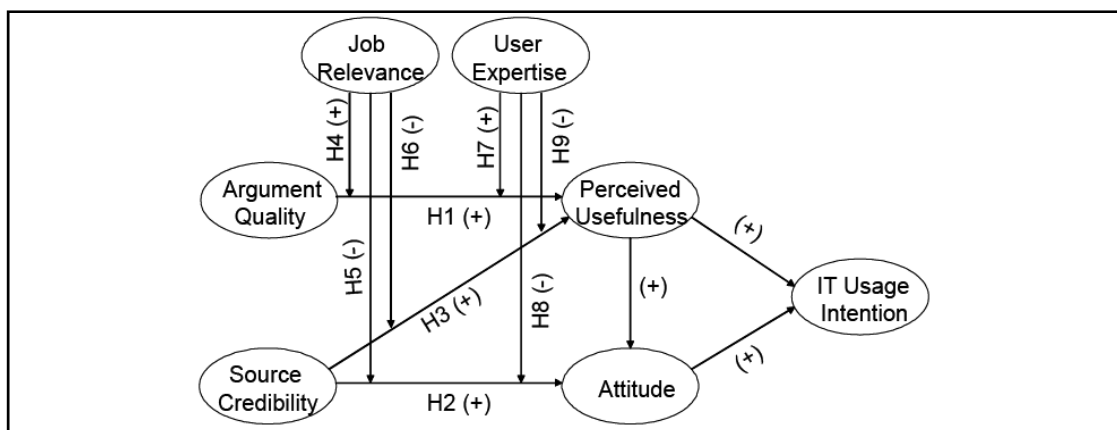 Job
Relevance
User
Expertise
H4 (+)
H6 (-)
H7 (+)
H9 (-)
Argument
Quality
H1 (+)
Perceived
Usefulness
H5 (-)
H3 (+)
H8 (-)
(+)
(+)
IT Usage
Intention
Source
Credibility
H2 (+)
Attitude
(+)